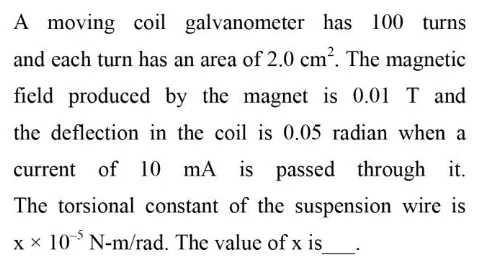 A moving coil galvanometer has 100 turns
and each turn has an area of 2.0 cm². The magnetic
field produced by the magnet is 0.01 T and
the deflection in the coil is 0.05 radian when a
current of 10 mA is passed through it.
The torsional constant of the suspension wire is
x × 10⁻⁵ N-m/rad. The value of x is___.